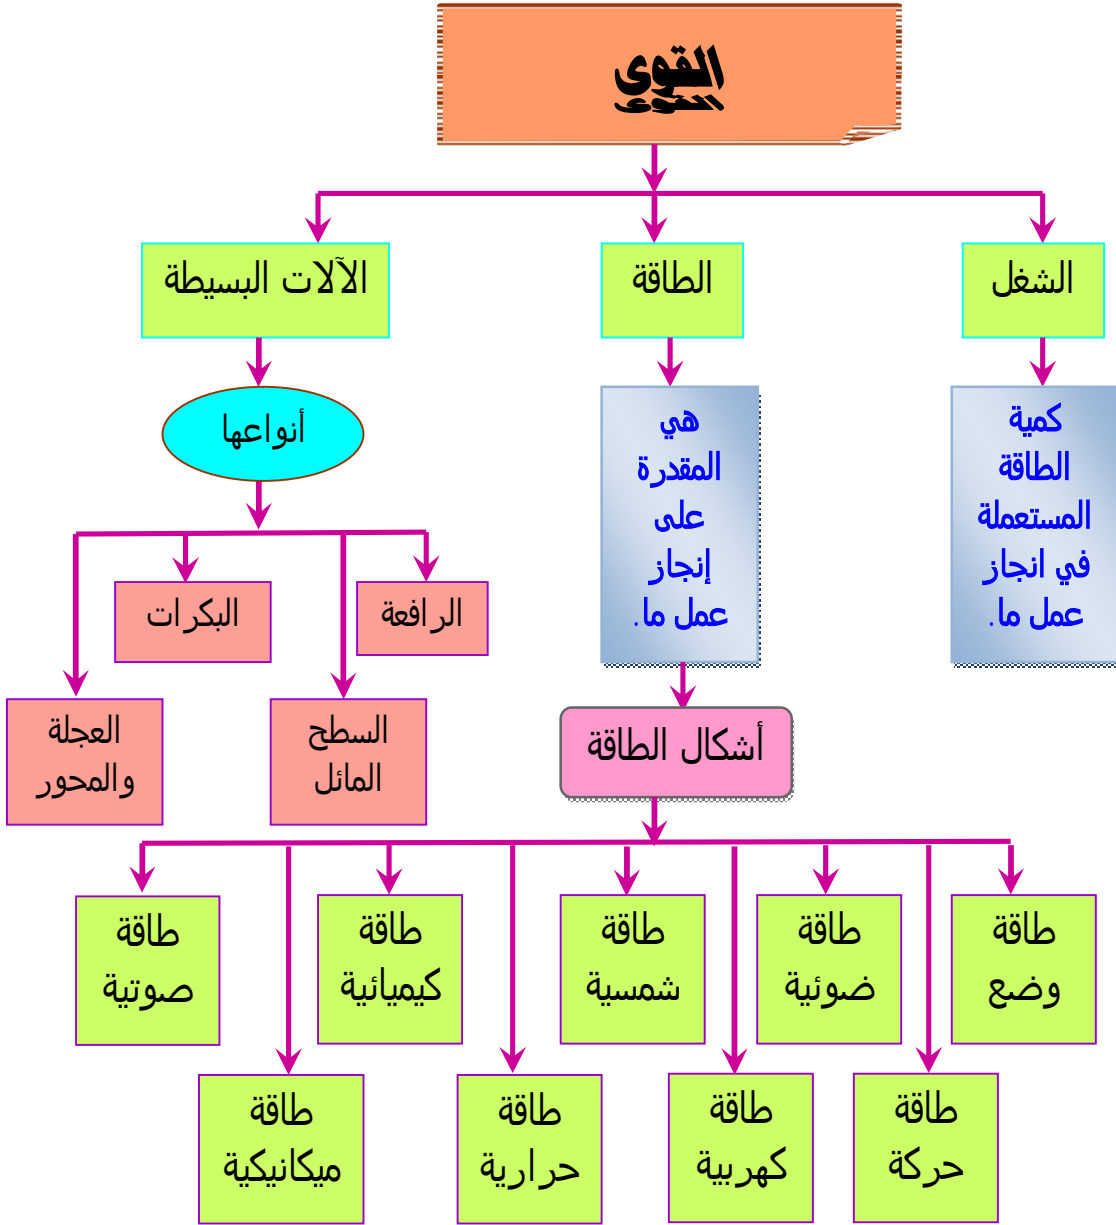 القوى
الشغل
الطاقة
الآلات البسيطة
كمية
الطاقة
المستعملة
في انجاز
عمل ما.
هي
المقدرة
على
إنجاز
عمل ما.
أنواعها
الرافعة
البكرات
السطح
المائل
العجلة
والمحور
أشكال الطاقة
طاقة
وضع
طاقة
ضوئية
طاقة
شمسية
طاقة
كيميائية
طاقة
صوتية
طاقة
حركة
طاقة
كهربية
طاقة
حرارية
طاقة
ميكانيكية